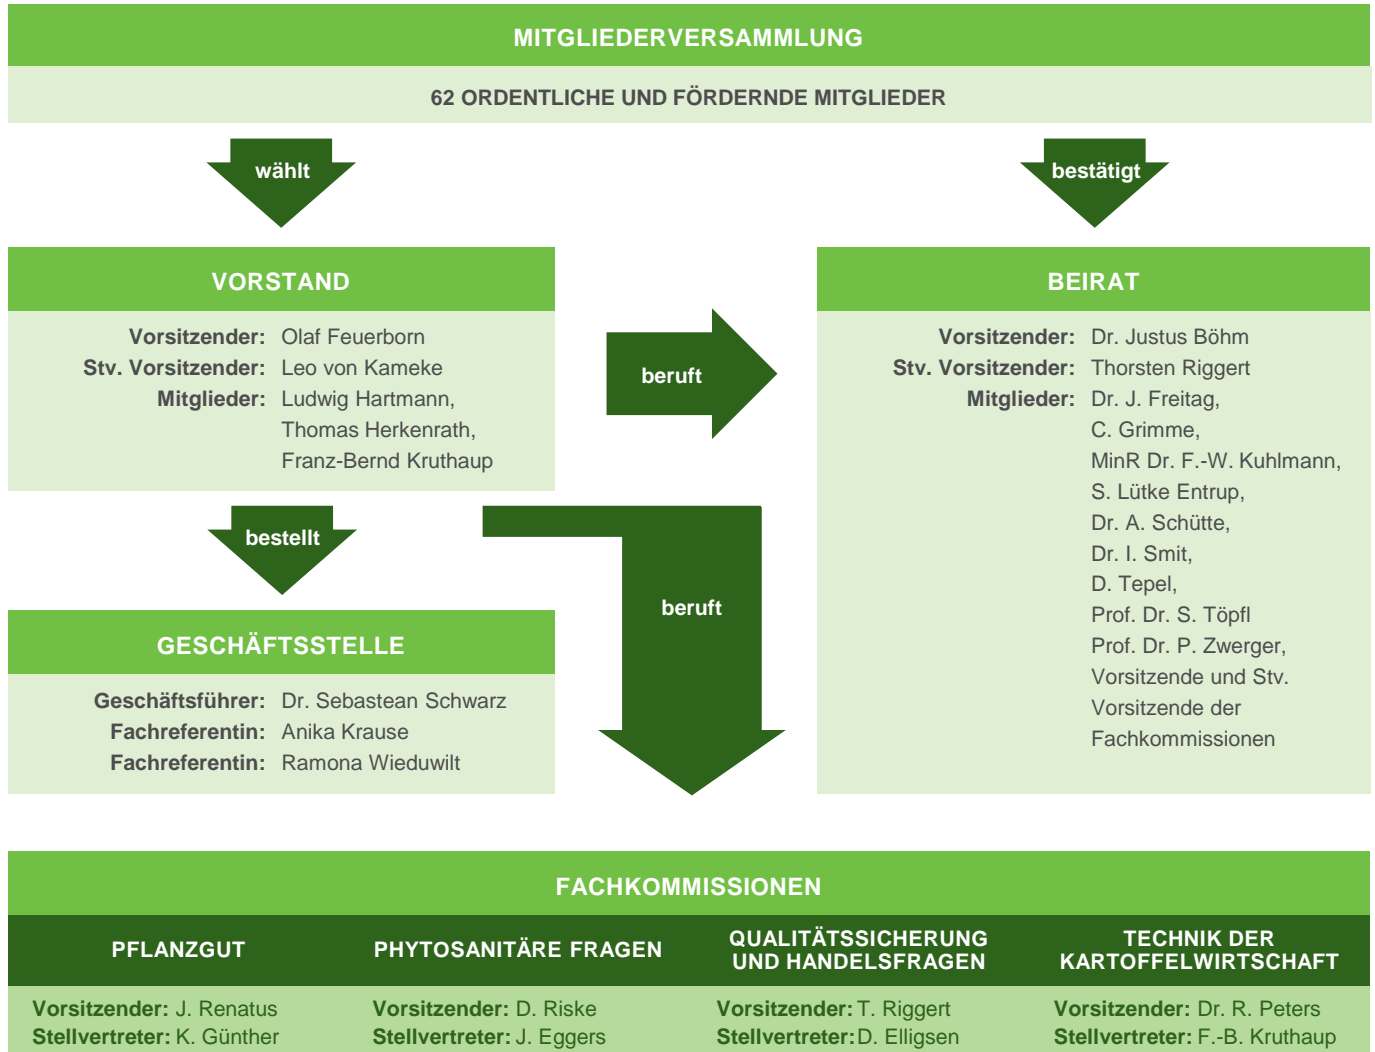 MITGLIEDERVERSAMMLUNG
62 ORDENTLICHE UND FÖRDERNDE MITGLIEDER
wählt
bestätigt
VORSTAND
Vorsitzender: Olaf Feuerborn
Stv. Vorsitzender: Leo von Kameke
Mitglieder: Ludwig Hartmann,
Thomas Herkenrath,
Franz-Bernd Kruthaup
beruft
BEIRAT
Vorsitzender: Dr. Justus Böhm
Stv. Vorsitzender: Thorsten Riggert
Mitglieder: Dr. J. Freitag,
C. Grimme,
MinR Dr. F.-W. Kuhlmann,
S. Lütke Entrup,
Dr. A. Schütte,
Dr. I. Smit,
D. Tepel,
Prof. Dr. S. Töpfl
Prof. Dr. P. Zwerger,
Vorsitzende und Stv.
Vorsitzende der
Fachkommissionen
bestellt
beruft
GESCHÄFTSSTELLE
Geschäftsführer: Dr. Sebastean Schwarz
Fachreferentin: Anika Krause
Fachreferentin: Ramona Wieduwilt
FACHKOMMISSIONEN
PFLANZGUT
Vorsitzender: J. Renatus
Stellvertreter: K. Günther
PHYTOSANITÄRE FRAGEN
Vorsitzender: D. Riske
Stellvertreter: J. Eggers
QUALITÄTSSICHERUNG
UND HANDELSFRAGEN
Vorsitzender: T. Riggert
Stellvertreter: D. Elligsen
TECHNIK DER
KARTOFFELWIRTSCHAFT
Vorsitzender: Dr. R. Peters
Stellvertreter: F.-B. Kruthaup